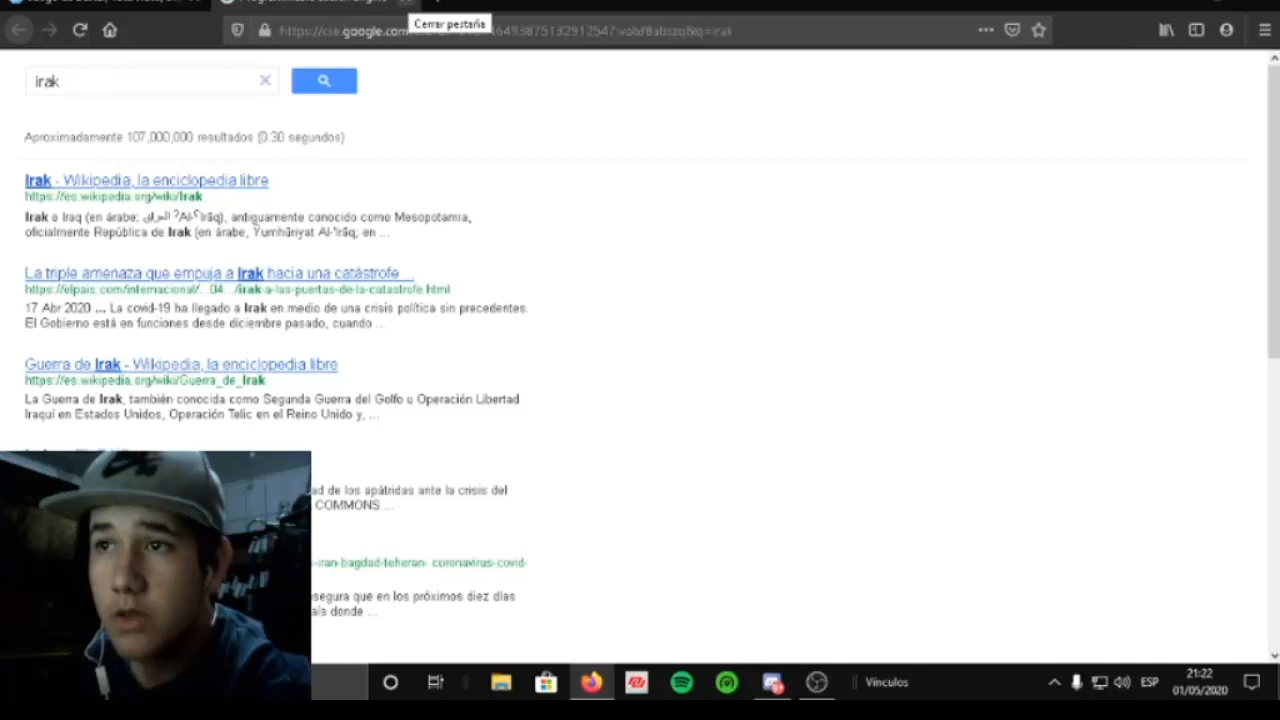 Cerrar pestaña
irak
Aproximadamente 107,000,000 resultados (0.30 segundos)
Irak - Wikipedia, la enciclopedia libre
https://es.wikipedia.org/wiki/Irak
Irak o Iraq (en árabe: العراق, Al-ʿIrāq), antiguamente conocido como Mesopotamia,
oficialmente República de Irak (en árabe, Yumhūriyat Al-'Irāq; en ...
La triple amenaza que empuja a Irak hacia una catástrofe ...
https://elpais.com/internacional/...04.../irak-a-las-puertas-de-la-catastrofe.html
17 Abr 2020 ... La covid-19 ha llegado a Irak en medio de una crisis política sin precedentes.
El Gobierno está en funciones desde diciembre pasado, cuando ...
Guerra de Irak - Wikipedia, la enciclopedia libre
https://es.wikipedia.org/wiki/Guerra_de_Irak
La Guerra de Irak, también conocida como Segunda Guerra del Golfo u Operación Libertad
Iraquí en Estados Unidos, Operación Telic en el Reino Unido y, ...
ad de los apátridas ante la crisis del
COMMONS ...
-iran-bagdad-teheran- coronavirus-covid-
segura que en los próximos diez días
aís donde ...
Vínculos
ESP
21:22
01/05/2020